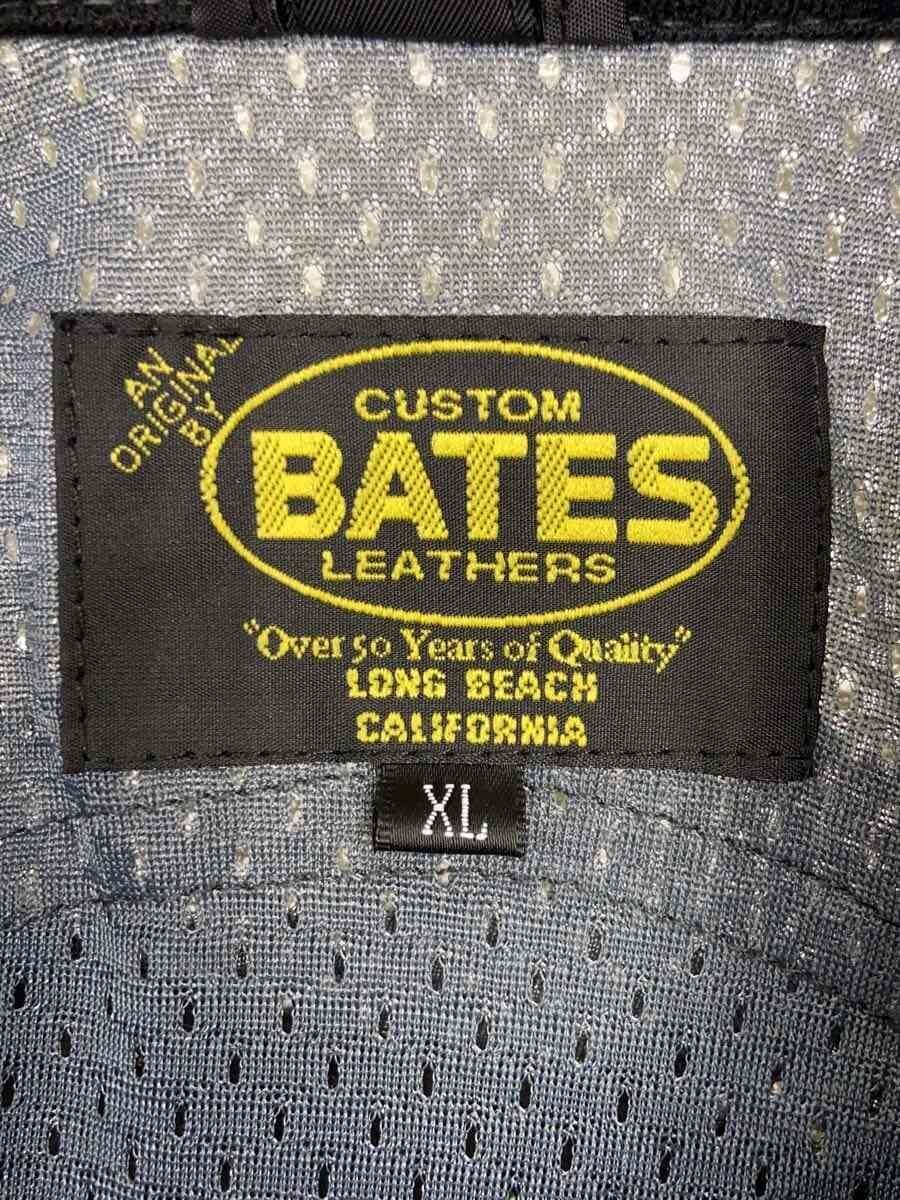 AN
ORIGINAL
BY
CUSTOM
BATES
LEATHERS
"Over 50 Years of Quality"
LONG BEACH
CALIFORNIA
XL